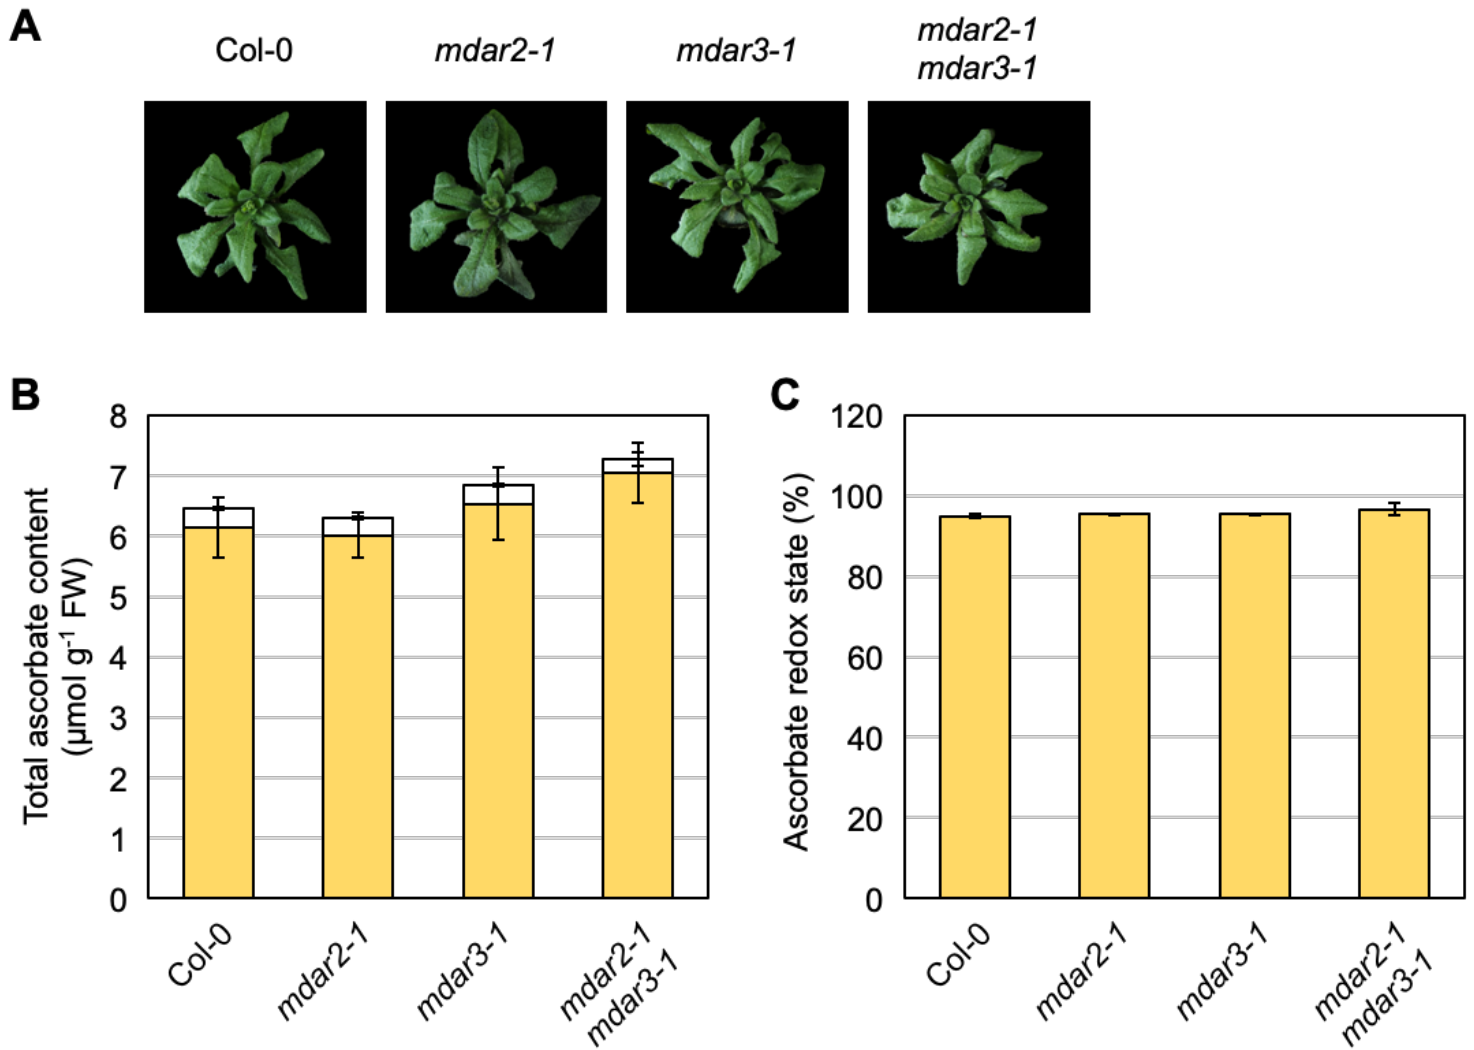 A
Col-0
mdar2-1
mdar3-1
mdar2-1
mdar3-1
B
Total ascorbate content
(μmol g⁻¹ FW)
8
7
6
5
4
3
2
1
0
Col-0
mdar2-1
mdar3-1
mdar2-1
mdar3-1
C
Ascorbate redox state (%)
120
100
80
60
40
20
0
Col-0
mdar2-1
mdar3-1
mdar2-1
mdar3-1